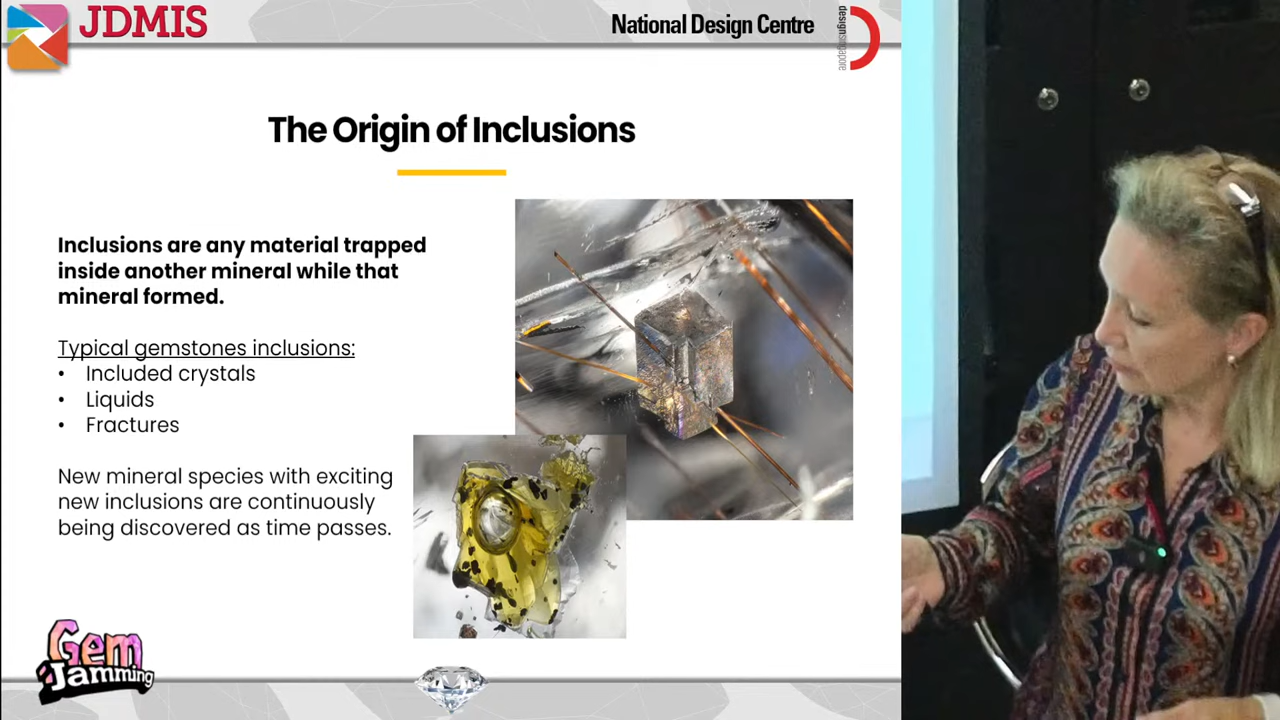 JDMIS
National Design Centre
designsingapore
The Origin of Inclusions
Inclusions are any material trapped
inside another mineral while that
mineral formed.
Typical gemstones inclusions:
• Included crystals
• Liquids
• Fractures
New mineral species with exciting
new inclusions are continuously
being discovered as time passes.
Gem
Jamming